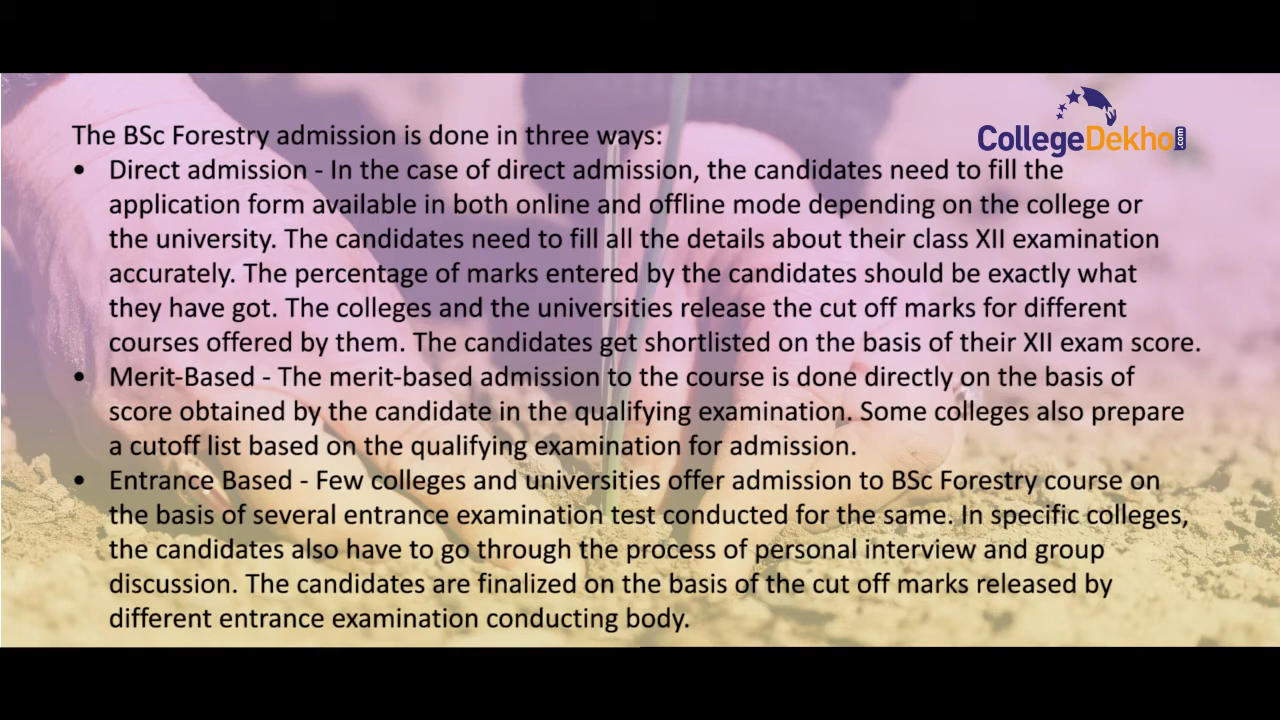 CollegeDekho.com
The BSc Forestry admission is done in three ways:
• Direct admission - In the case of direct admission, the candidates need to fill the
application form available in both online and offline mode depending on the college or
the university. The candidates need to fill all the details about their class XII examination
accurately. The percentage of marks entered by the candidates should be exactly what
they have got. The colleges and the universities release the cut off marks for different
courses offered by them. The candidates get shortlisted on the basis of their XII exam score.
• Merit-Based - The merit-based admission to the course is done directly on the basis of
score obtained by the candidate in the qualifying examination. Some colleges also prepare
a cutoff list based on the qualifying examination for admission.
• Entrance Based - Few colleges and universities offer admission to BSc Forestry course on
the basis of several entrance examination test conducted for the same. In specific colleges,
the candidates also have to go through the process of personal interview and group
discussion. The candidates are finalized on the basis of the cut off marks released by
different entrance examination conducting body.